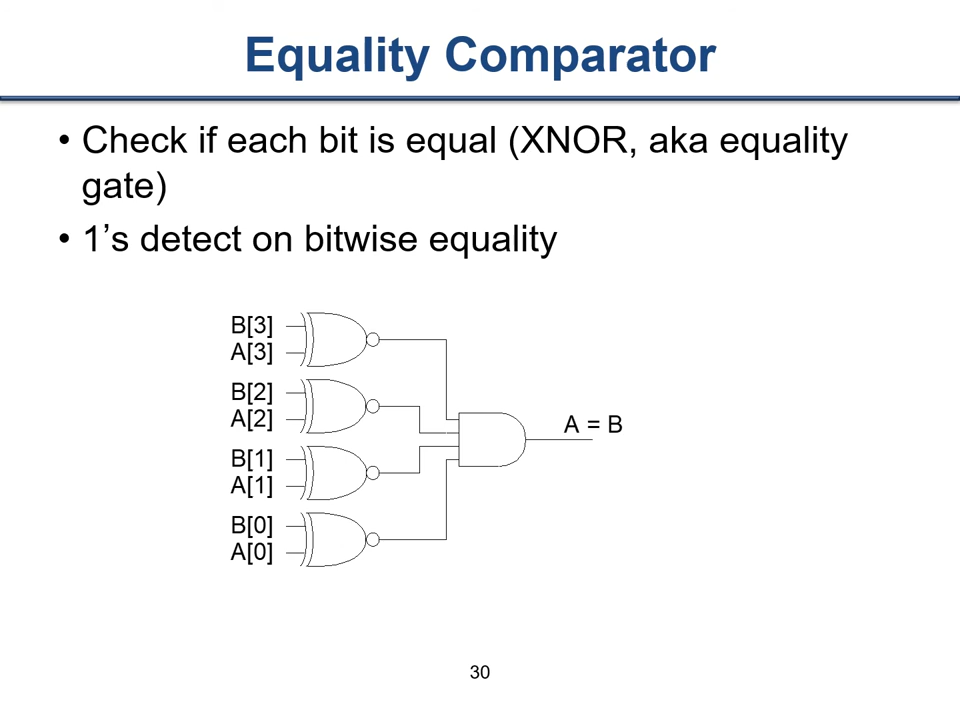 Equality Comparator
• Check if each bit is equal (XNOR, aka equality
gate)
• 1’s detect on bitwise equality
B[3]
A[3]
B[2]
A[2]
A = B
B[1]
A[1]
B[0]
A[0]
30